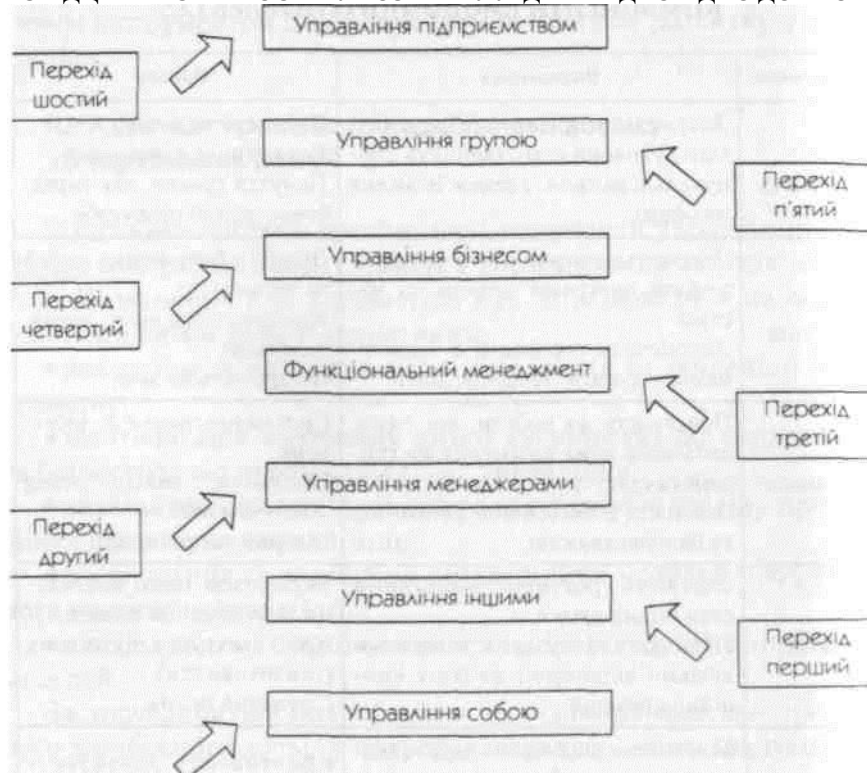 Управління підприємством
Перехід
шостий
Управління групою
Перехід
п'ятий
Управління бізнесом
Перехід
четвертий
Функціональний менеджмент
Перехід
третій
Управління менеджерами
Перехід
другий
Управління іншими
Перехід
перший
Управління собою